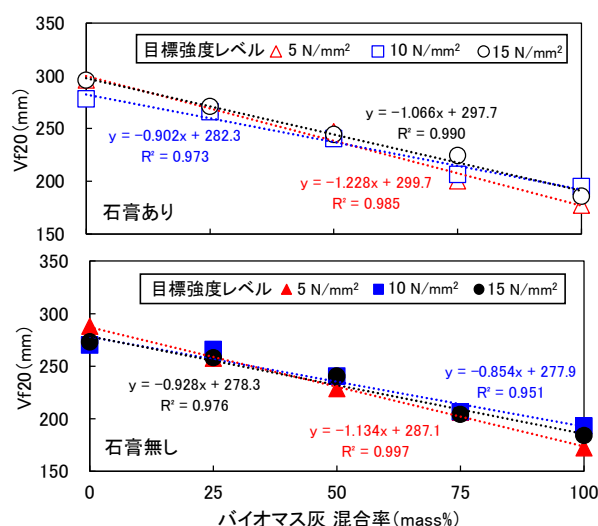 目標強度レベル △ 5 N/mm² □ 10 N/mm² ○ 15 N/mm²
350
300
250
200
150
Vf20(mm)
y = -1.066x + 297.7
R² = 0.990
y = -0.902x + 282.3
R² = 0.973
y = -1.228x + 299.7
R² = 0.985
石膏あり
目標強度レベル ▲ 5 N/mm² ■ 10 N/mm² ● 15 N/mm²
350
300
250
200
150
Vf20(mm)
y = -0.854x + 277.9
R² = 0.951
y = -0.928x + 278.3
R² = 0.976
y = -1.134x + 287.1
R² = 0.997
石膏無し
0 25 50 75 100
バイオマス灰 混合率(mass%)